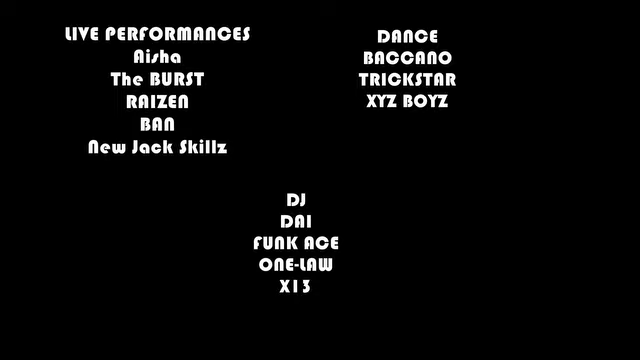 LIVE PERFORMANCES
Aisha
The BURST
RAIZEN
BAN
New Jack Skillz
DANCE
BACCANO
TRICKSTAR
XYZ BOYZ
DJ
DAI
FUNK ACE
ONE-LAW
X13